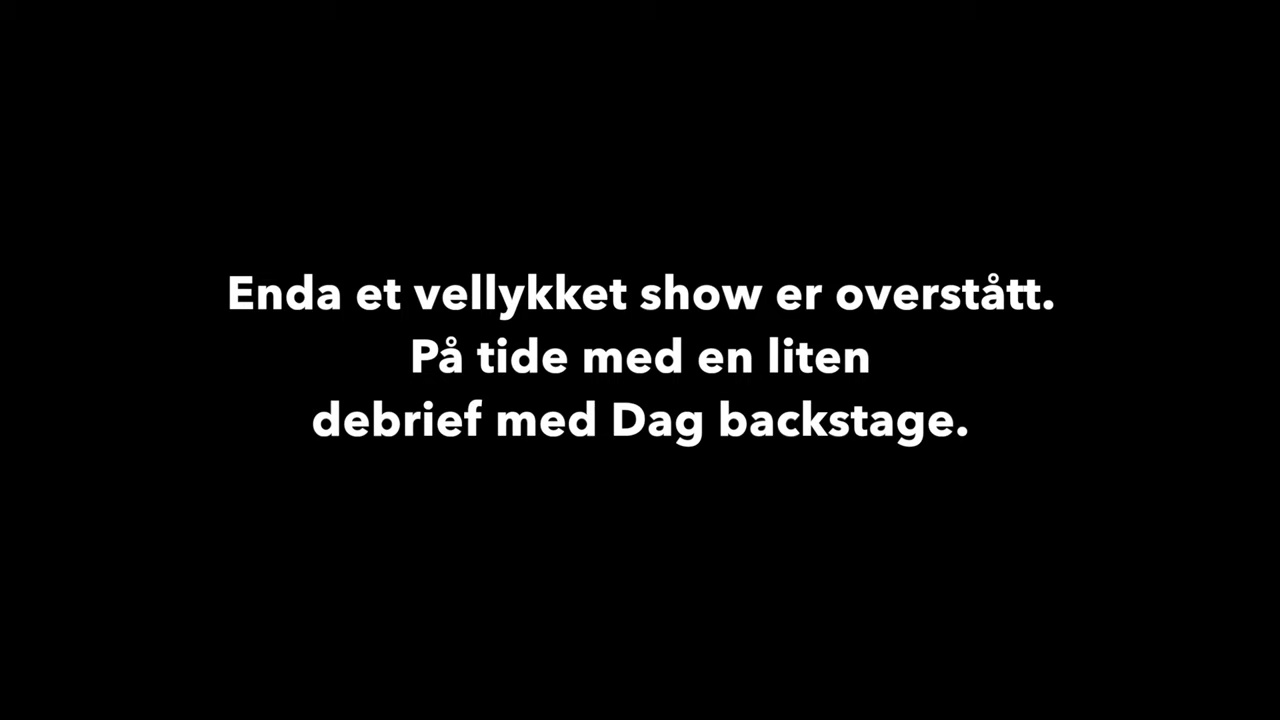 Enda et vellykket show er overstått.
På tide med en liten
debrief med Dag backstage.